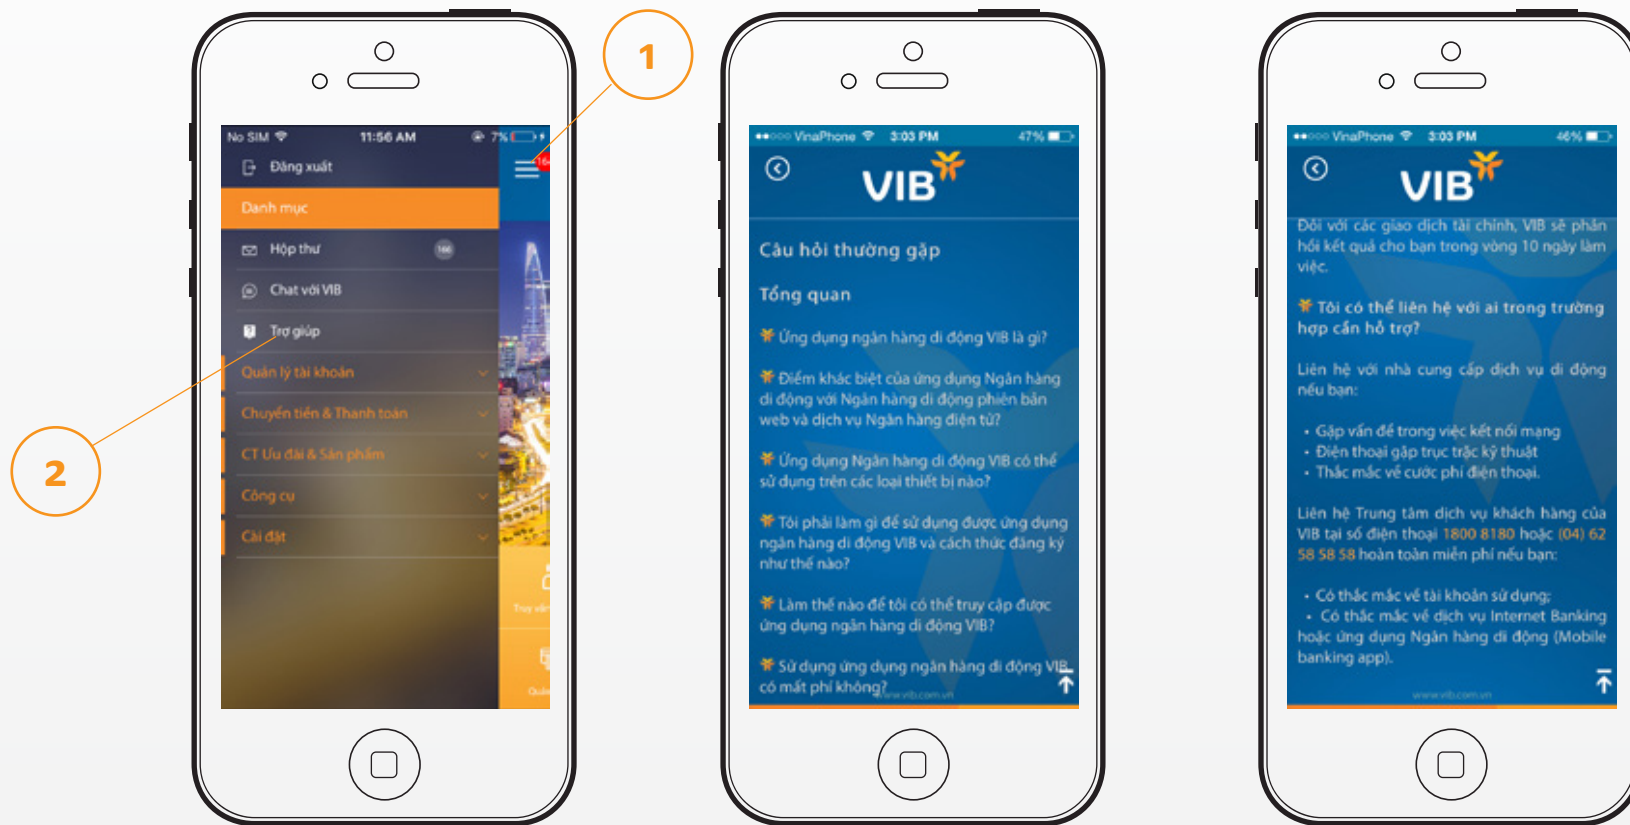 1
2
No SIM 11:56 AM 7%
Đăng xuất
Danh mục
Hộp thư 166
Chat với VIB
Trợ giúp
Quản lý tài khoản
Chuyển tiền & Thanh toán
CT Ưu đãi & Sản phẩm
Công cụ
Cài đặt
VinaPhone 3:03 PM 47%
VIB
Câu hỏi thường gặp
Tổng quan
Ứng dụng ngân hàng di động VIB là gì?
Điểm khác biệt của ứng dụng Ngân hàng
di động với Ngân hàng di động phiên bản
web và dịch vụ Ngân hàng điện tử?
Ứng dụng Ngân hàng di động VIB có thể
sử dụng trên các loại thiết bị nào?
Tôi phải làm gì để sử dụng được ứng dụng
ngân hàng di động VIB và cách thức đăng ký
như thế nào?
Làm thế nào để tôi có thể truy cập được
ứng dụng ngân hàng di động VIB?
Sử dụng ứng dụng ngân hàng di động VIB
có mất phí không?
www.vib.com.vn
VinaPhone 3:03 PM 46%
VIB
Đối với các giao dịch tài chính, VIB sẽ phản
hồi kết quả cho bạn trong vòng 10 ngày làm
việc.
Tôi có thể liên hệ với ai trong trường
hợp cần hỗ trợ?
Liên hệ với nhà cung cấp dịch vụ di động
nếu bạn:
• Gặp vấn đề trong việc kết nối mạng
• Điện thoại gặp trục trặc kỹ thuật
• Thắc mắc về cước phí điện thoại.
Liên hệ Trung tâm dịch vụ khách hàng của
VIB tại số điện thoại 1800 8180 hoặc (04) 62
58 58 58 hoàn toàn miễn phí nếu bạn:
• Có thắc mắc về tài khoản sử dụng;
• Có thắc mắc về dịch vụ Internet Banking
hoặc ứng dụng Ngân hàng di động (Mobile
banking app).
www.vib.com.vn